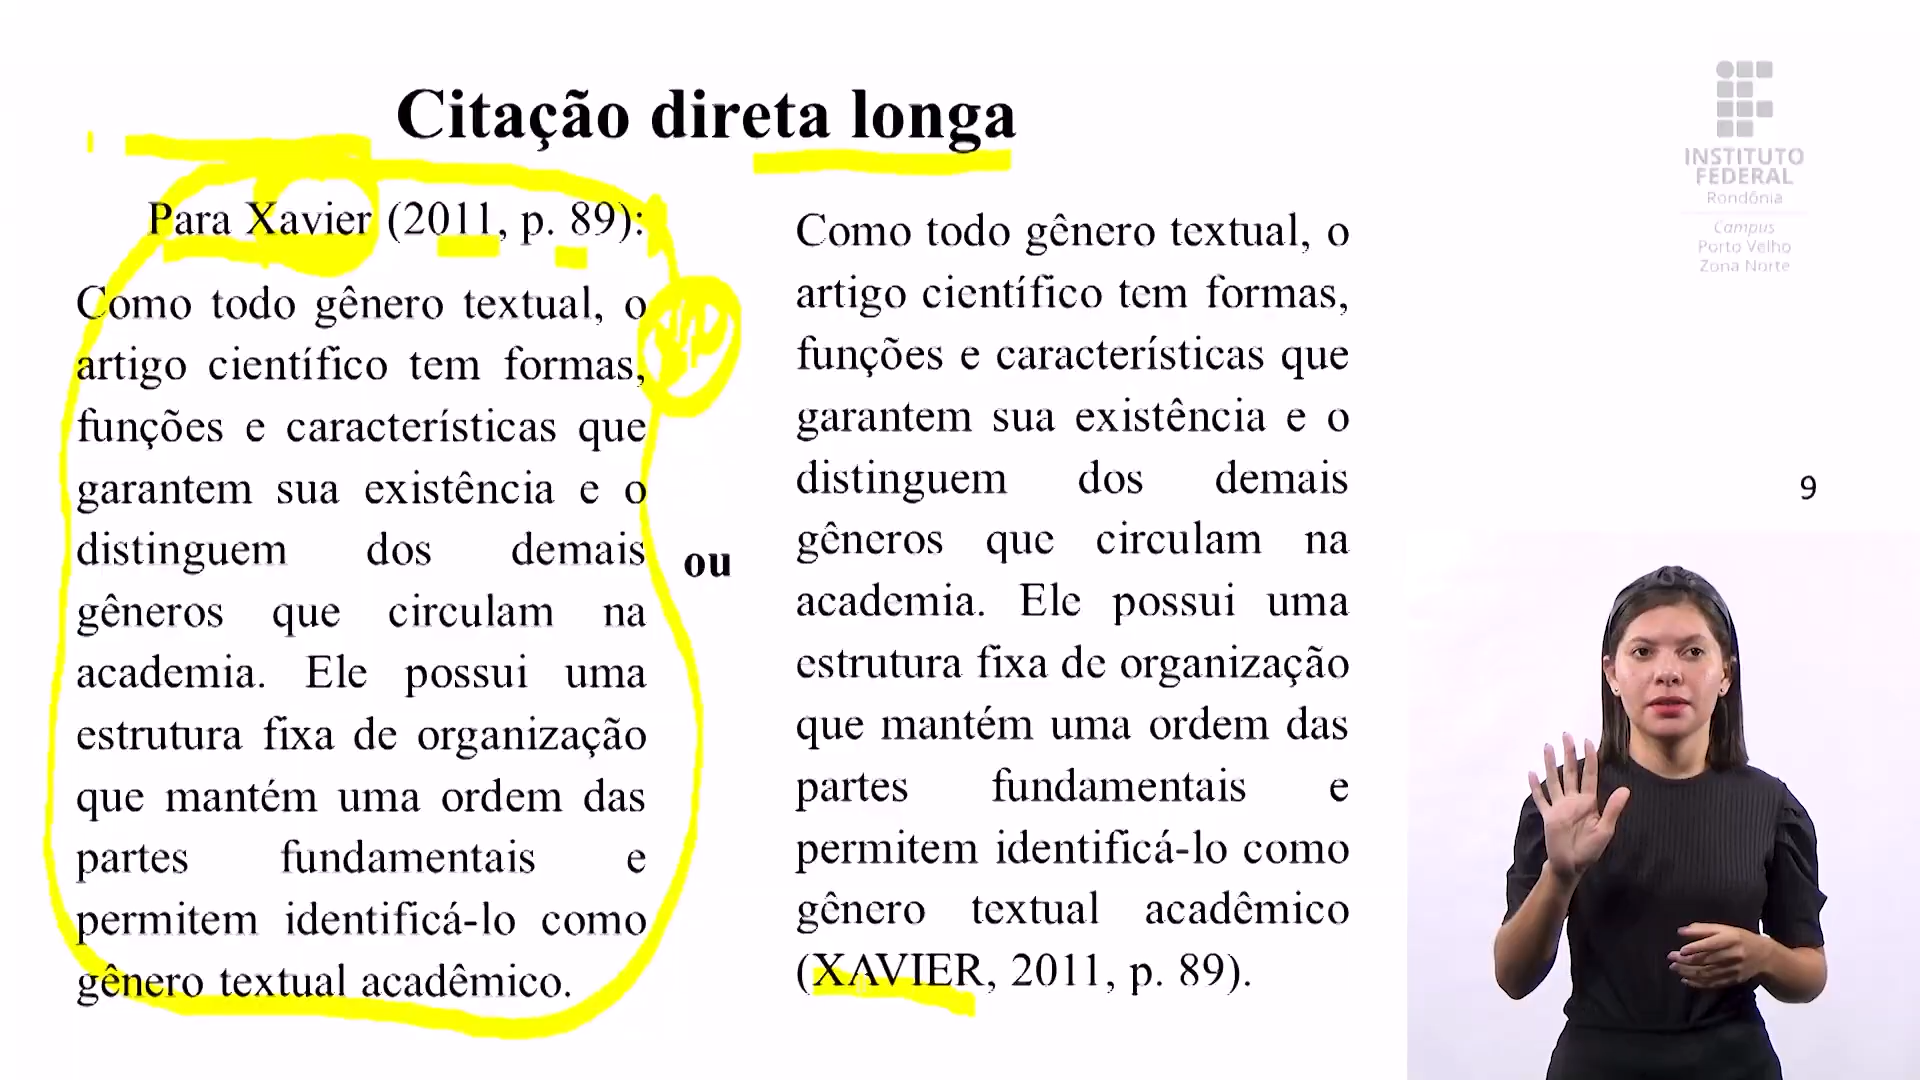 Citação direta longa
Para Xavier (2011, p. 89):
Como todo gênero textual, o
artigo científico tem formas,
funções e características que
garantem sua existência e o
distinguem dos demais
gêneros que circulam na
academia. Ele possui uma
estrutura fixa de organização
que mantém uma ordem das
partes fundamentais e
permitem identificá-lo como
gênero textual acadêmico.
ou
Como todo gênero textual, o
artigo científico tem formas,
funções e características que
garantem sua existência e o
distinguem dos demais
gêneros que circulam na
academia. Ele possui uma
estrutura fixa de organização
que mantém uma ordem das
partes fundamentais e
permitem identificá-lo como
gênero textual acadêmico
(XAVIER, 2011, p. 89).
INSTITUTO
FEDERAL
Rondônia
Campus
Porto Velho
Zona Norte
9